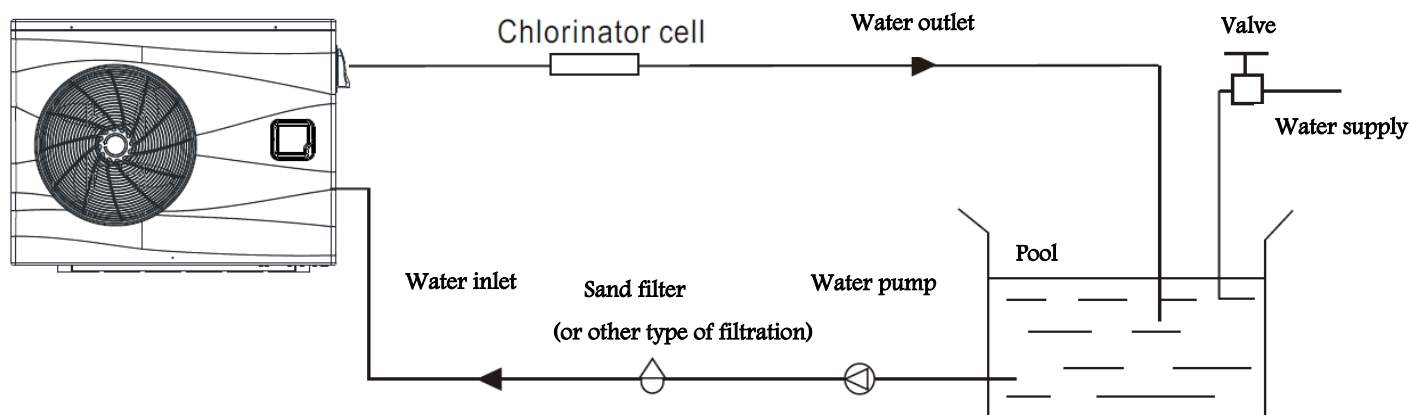 Chlorinator cell
Water outlet
Valve
Water supply
Pool
Water inlet
Sand filter
(or other type of filtration)
Water pump